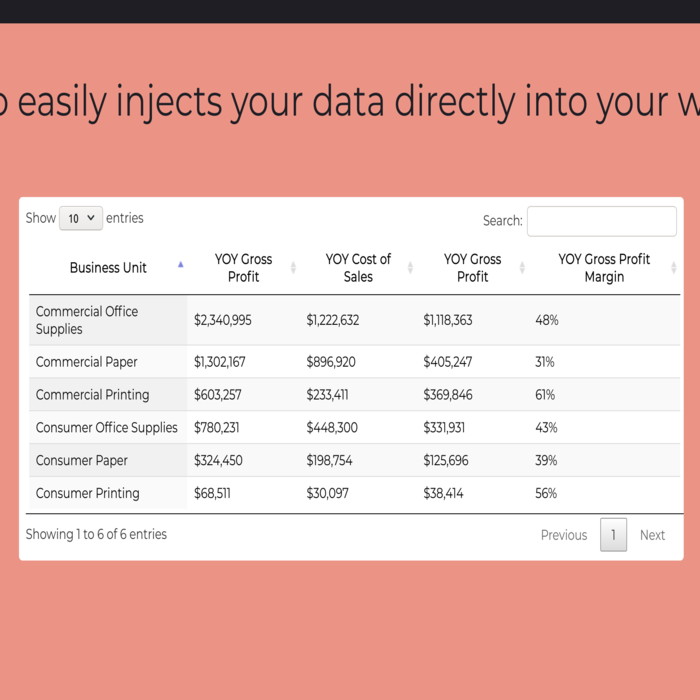 easily injects your data directly into your
Show 10 entries
Search:
Business Unit YOY Gross Profit YOY Cost of Sales YOY Gross Profit YOY Gross Profit Margin
Commercial Office Supplies $2,340,995 $1,222,632 $1,118,363 48%
Commercial Paper $1,302,167 $896,920 $405,247 31%
Commercial Printing $603,257 $233,411 $369,846 61%
Consumer Office Supplies $780,231 $448,300 $331,931 43%
Consumer Paper $324,450 $198,754 $125,696 39%
Consumer Printing $68,511 $30,097 $38,414 56%
Showing 1 to 6 of 6 entries
Previous 1 Next